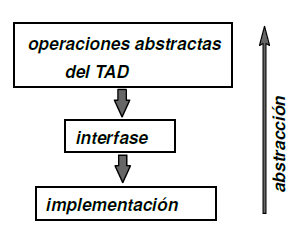 operaciones abstractas
del TAD
interfase
implementación
abstracción